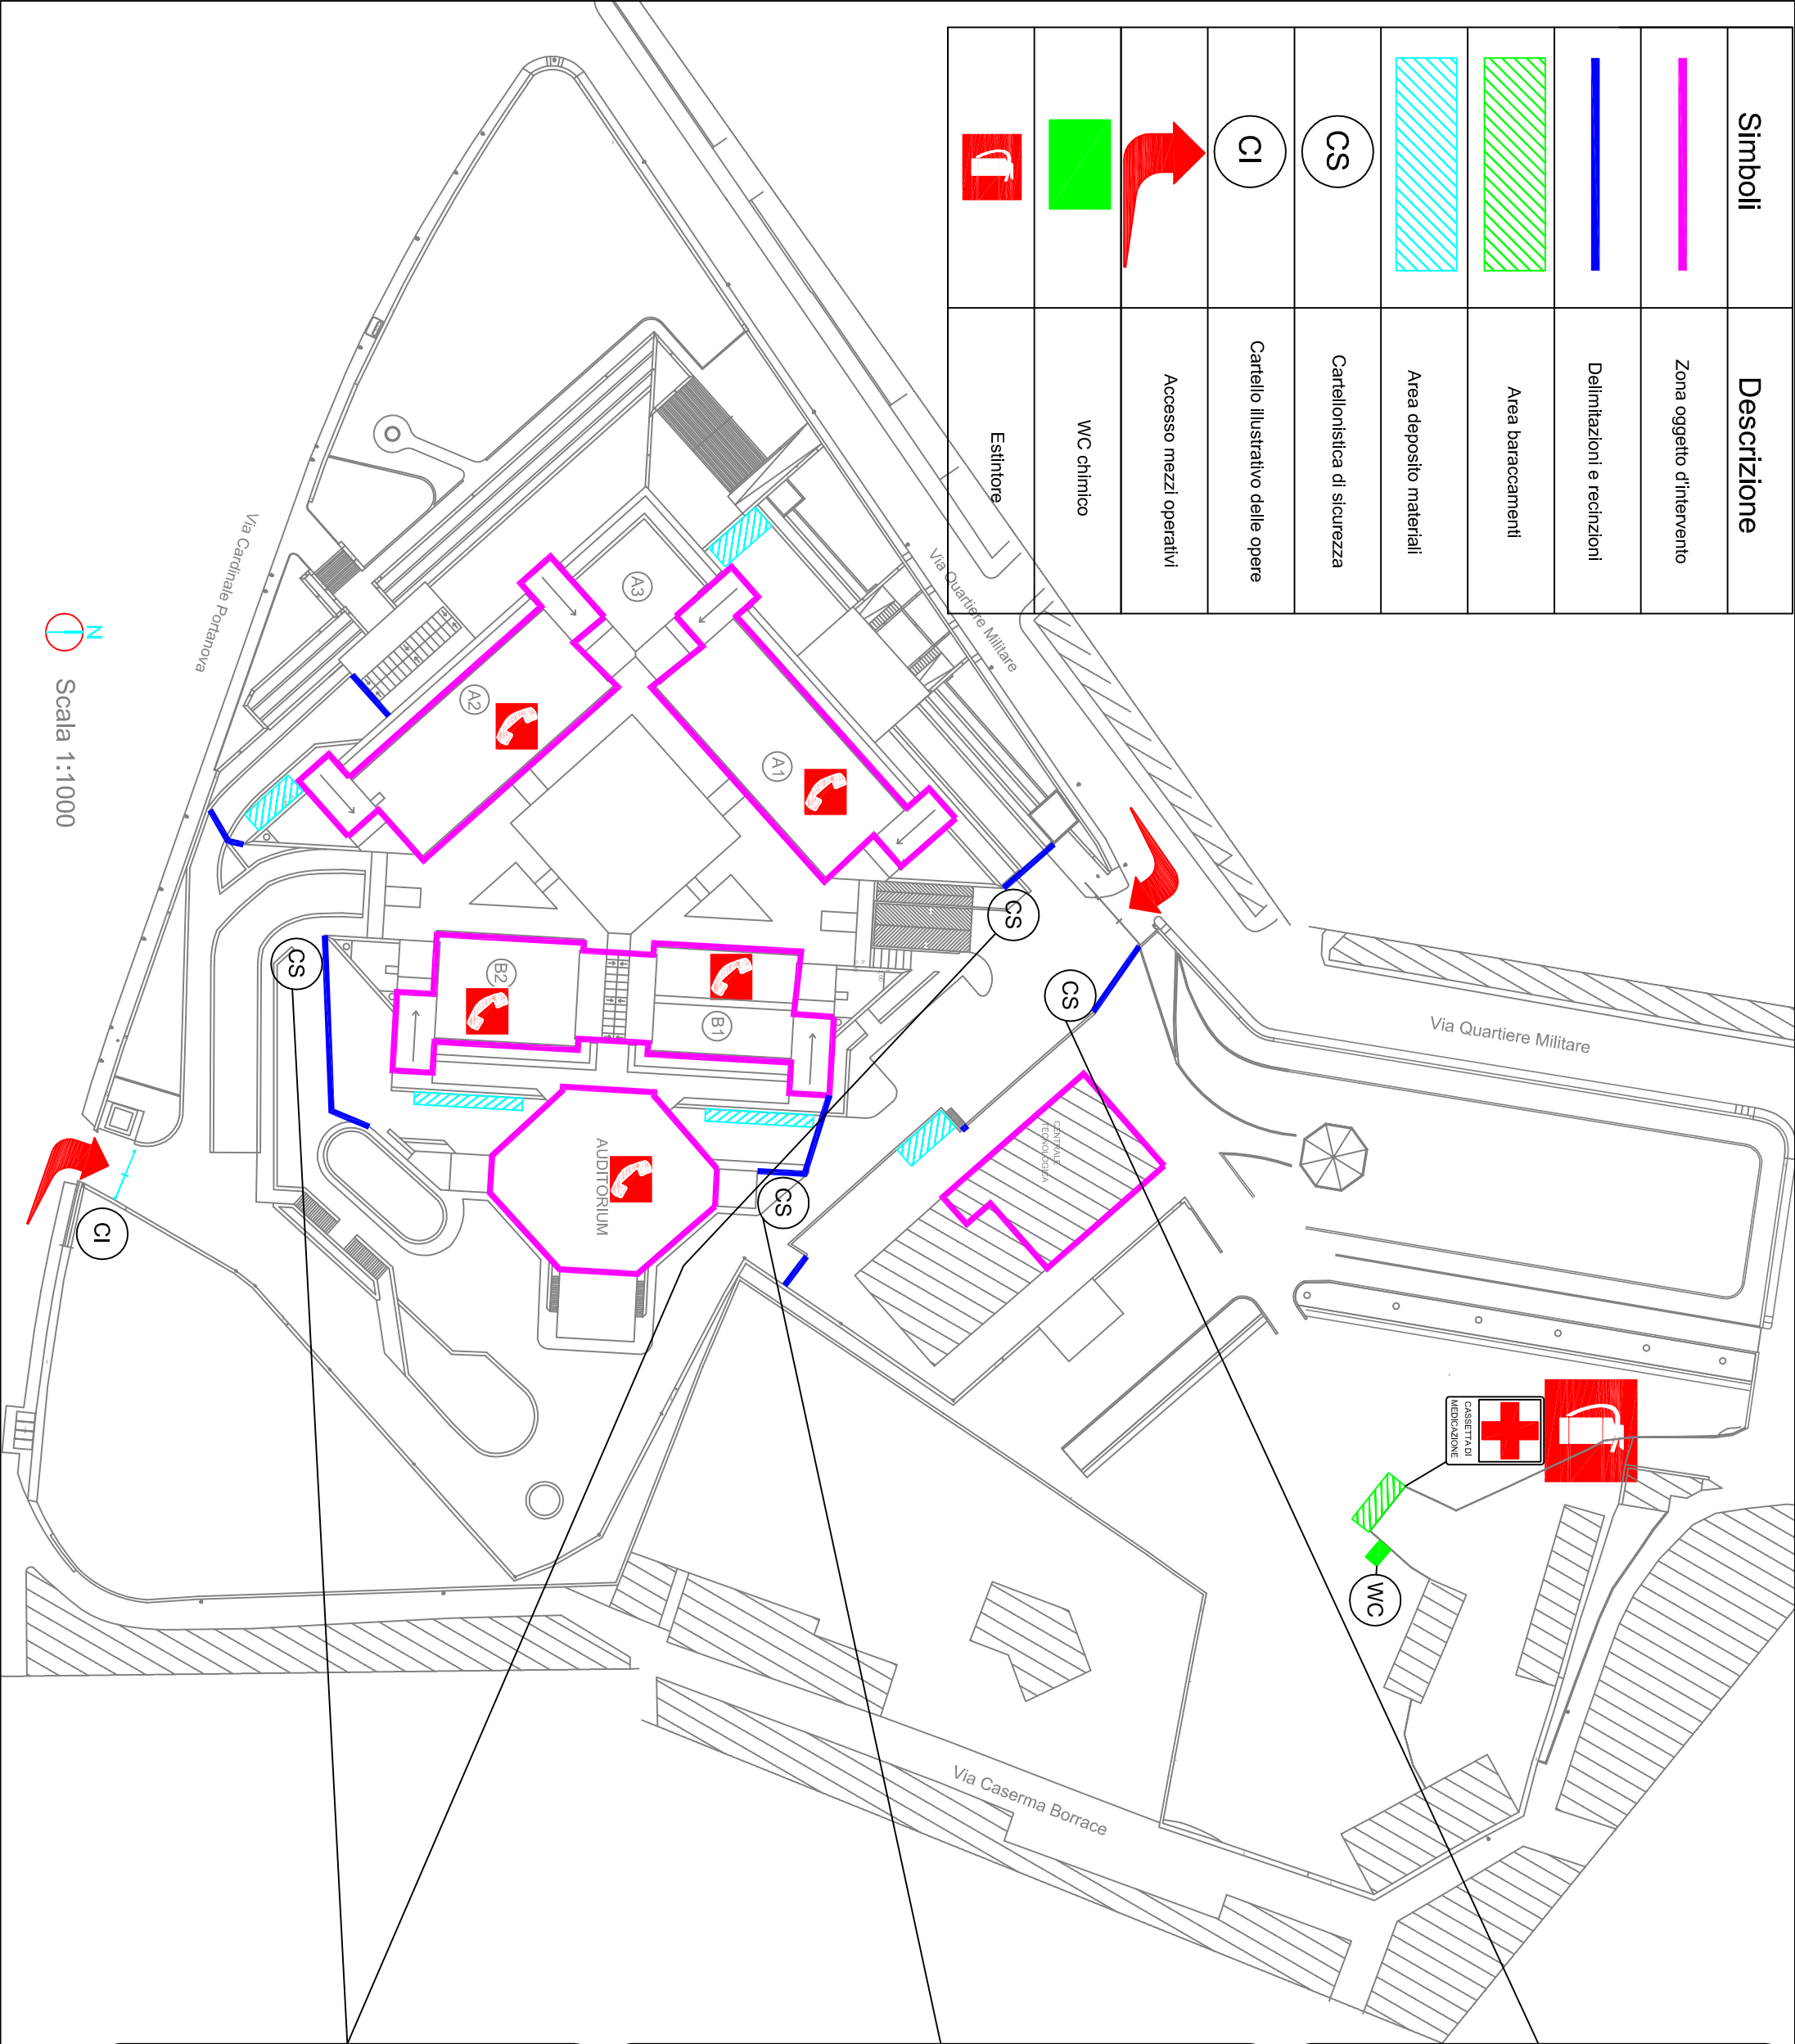 Simboli
Descrizione
Zona oggetto d'intervento
Delimitazioni e recinzioni
Area baraccamenti
Area deposito materiali
CS
Cartellonistica di sicurezza
CI
Cartello illustrativo delle opere
Accesso mezzi operativi
WC chimico
Estintore
Via Quartiere Militare
Via Quartiere Militare
Via Cardinale Portanova
Via Caserma Borrace
N
Scala 1:1000
A3
A2
A1
B2
B1
AUDITORIUM
CENTRALE
TECNOLOGICA
CS
CS
CS
CS
CI
CASSETTA DI
MEDICAZIONE
WC